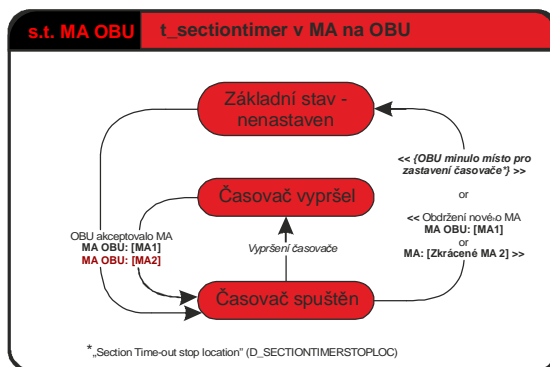 s.t. MA OBU
t_sectiontimer v MA na OBU
Základní stav -
nenastaven
<< {OBU minulo místo pro
zastavení časovače*} >>
or
<< Obdržení nového MA
MA OBU: [MA1]
or
MA: [Zkrácené MA 2] >>
Časovač vypršel
OBU akceptovalo MA
MA OBU: [MA1]
MA OBU: [MA2]
Vypršení časovače
Časovač spuštěn
*„Section Time-out stop location" (D_SECTIONTIMERSTOPLOC)